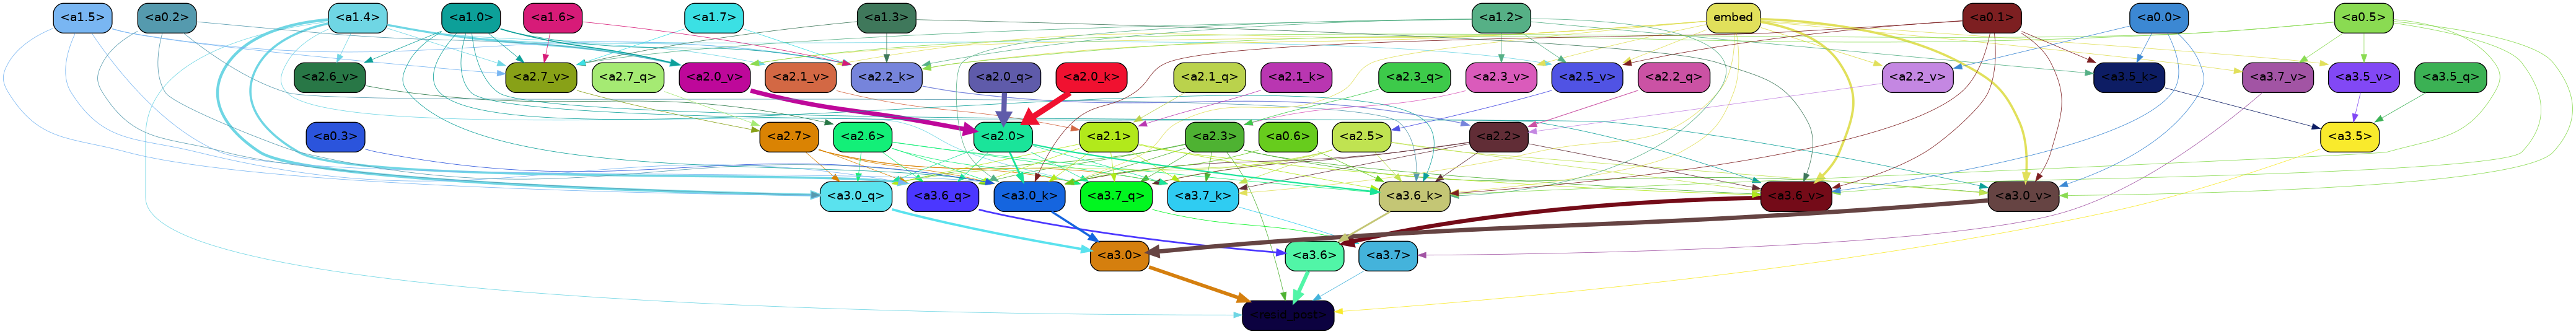 <a1.5> <a0.2> <a1.4> <a1.0> <a1.6> <a1.7> <a1.3> <a1.2> embed <a0.1> <a0.0> <a0.5>
<a2.6_v> <a2.7_v> <a2.7_q> <a2.0_v> <a2.1_v> <a2.2_k> <a2.0_q> <a2.0_k> <a2.1_q> <a2.1_k> <a2.3_q> <a2.3_v> <a2.5_v> <a2.2_q> <a2.2_v> <a3.5_k> <a3.7_v> <a3.5_v> <a3.5_q>
<a0.3> <a2.7> <a2.6> <a2.0> <a2.1> <a2.3> <a0.6> <a2.5> <a2.2> <a3.5>
<a3.0_q> <a3.6_q> <a3.0_k> <a3.7_q> <a3.7_k> <a3.6_k> <a3.6_v> <a3.0_v>
<a3.0> <a3.6> <a3.7>
<resid_post>